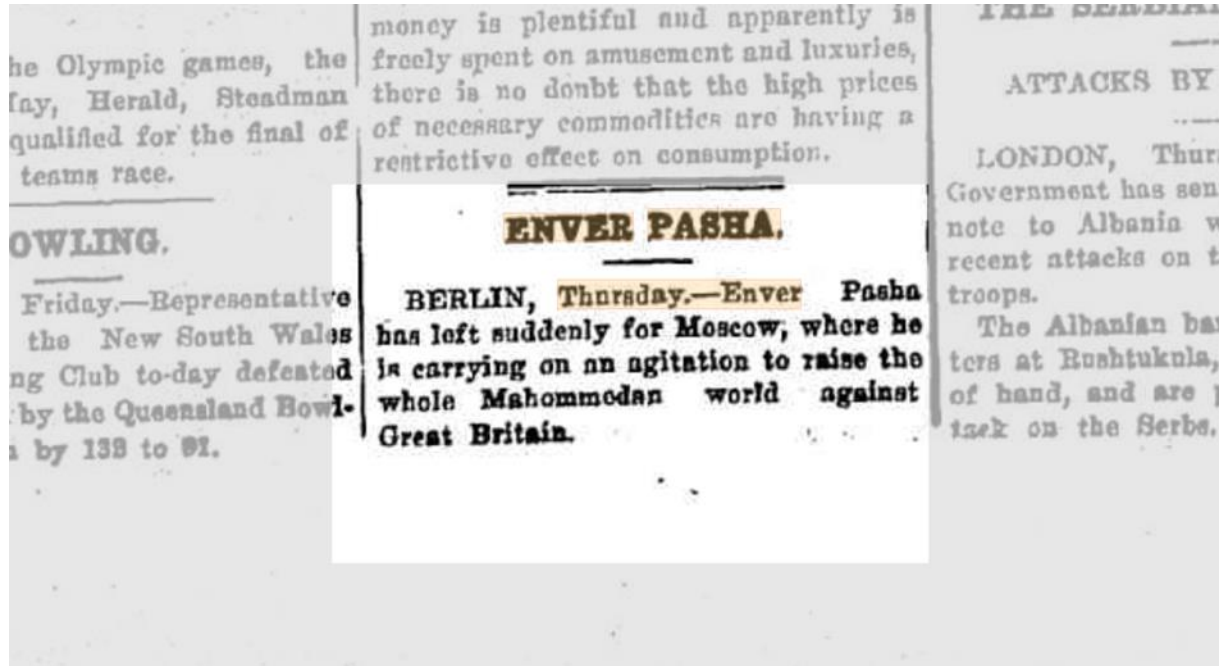 he Olympic games, the
ay, Herald, Steadman
qualified for the final of
teams race.
OWLING.
Friday.—Representative
the New South Wales
ng Club to-day defeated
by the Queensland Bowl-
by 138 to 91.
money is plentiful and apparently is
freely spent on amusement and luxuries,
there is no doubt that the high prices
of necessary commodities are having a
restrictive effect on consumption.
ENVER PASHA.
BERLIN, Thursday.—Enver Pasha
has left suddenly for Moscow, where he
is carrying on an agitation to raise the
whole Mahommodan world against
Great Britain.
THE SERBIAN
ATTACKS BY
LONDON, Thur
Government has sen
note to Albania w
recent attacks on t
troops.
The Albanian ba
ters at Rushtukula,
of hand, and are
tack on the Serbs.